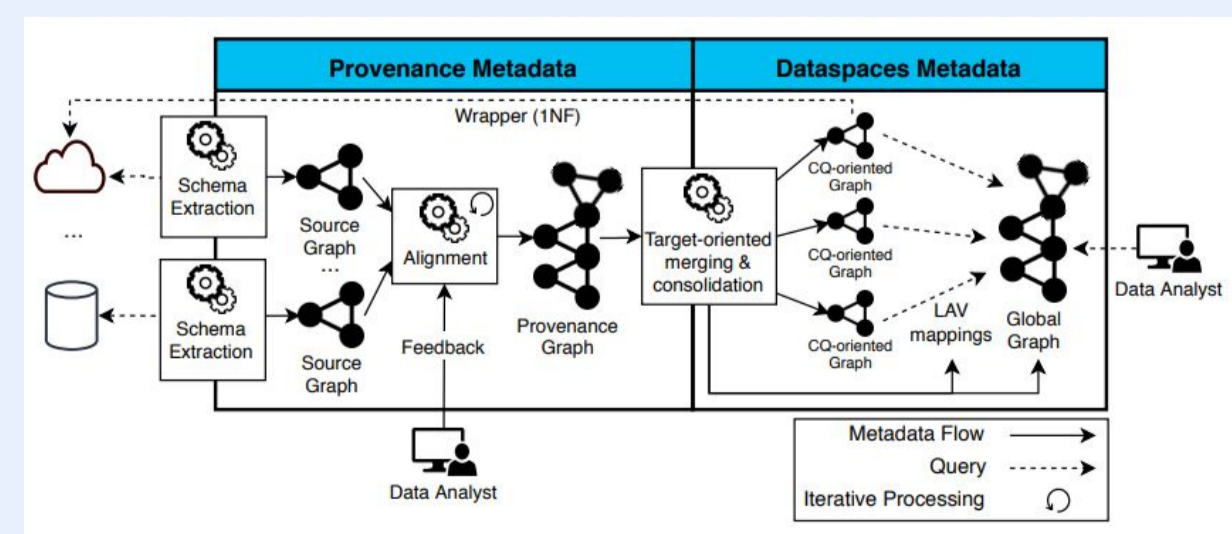 Provenance Metadata
Dataspaces Metadata
Wrapper (1NF)
Schema
Extraction
...
Schema
Extraction
Source
Graph
...
Source
Graph
Alignment
Feedback
Data Analyst
Provenance
Graph
Target-oriented
merging &
consolidation
CQ-oriented
Graph
CQ-oriented
Graph
CQ-oriented
Graph
LAV
mappings
Global
Graph
Data Analyst
Metadata Flow
Query
Iterative Processing